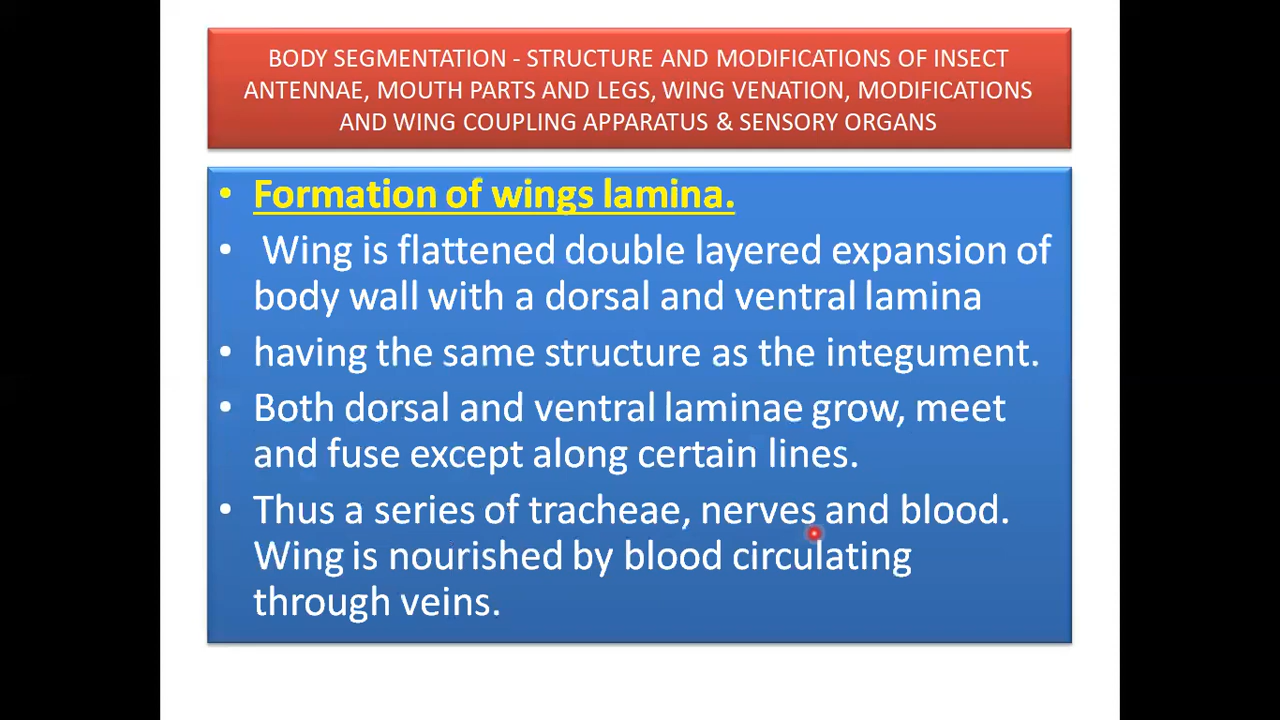 BODY SEGMENTATION - STRUCTURE AND MODIFICATIONS OF INSECT
ANTENNAE, MOUTH PARTS AND LEGS, WING VENATION, MODIFICATIONS
AND WING COUPLING APPARATUS & SENSORY ORGANS
• Formation of wings lamina.
• Wing is flattened double layered expansion of
body wall with a dorsal and ventral lamina
• having the same structure as the integument.
• Both dorsal and ventral laminae grow, meet
and fuse except along certain lines.
• Thus a series of tracheae, nerves and blood.
Wing is nourished by blood circulating
through veins.